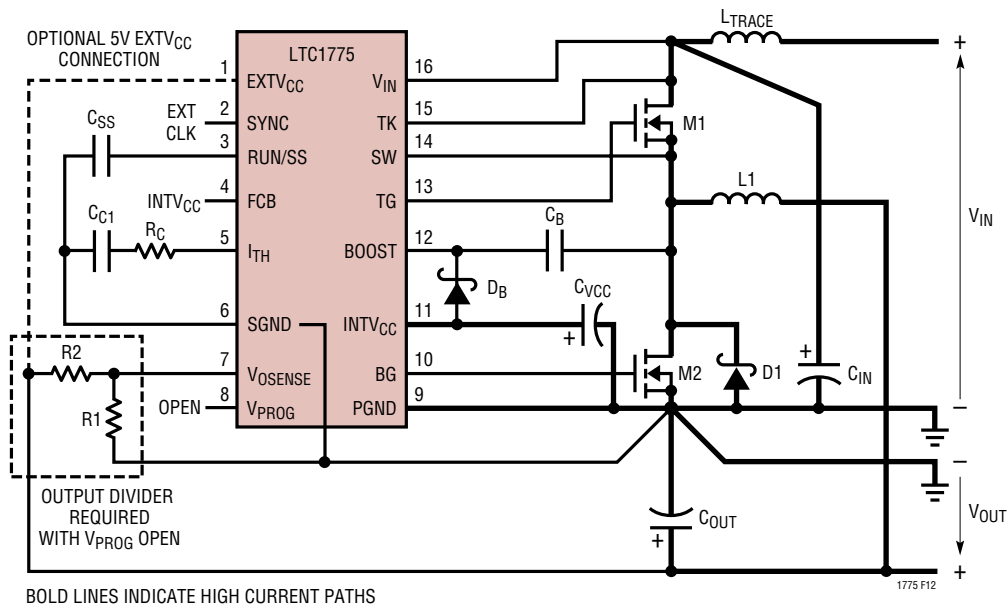 OPTIONAL 5V EXTVCC
CONNECTION
LTC1775
LTRACE
+
1
EXTVCC
16
VIN
2
SYNC
EXT
CLK
15
TK
M1
CSS
3
RUN/SS
14
SW
4
FCB
INTVCC
13
TG
L1
VIN
CC1
RC
5
ITH
12
BOOST
CB
DB
CVCC
11
INTVCC
+
6
SGND
10
BG
M2
D1
+
CIN
R2
7
VOSENSE
9
PGND
−
R1
OPEN
8
VPROG
−
OUTPUT DIVIDER
REQUIRED
WITH VPROG OPEN
COUT
+
VOUT
+
1775 F12
BOLD LINES INDICATE HIGH CURRENT PATHS